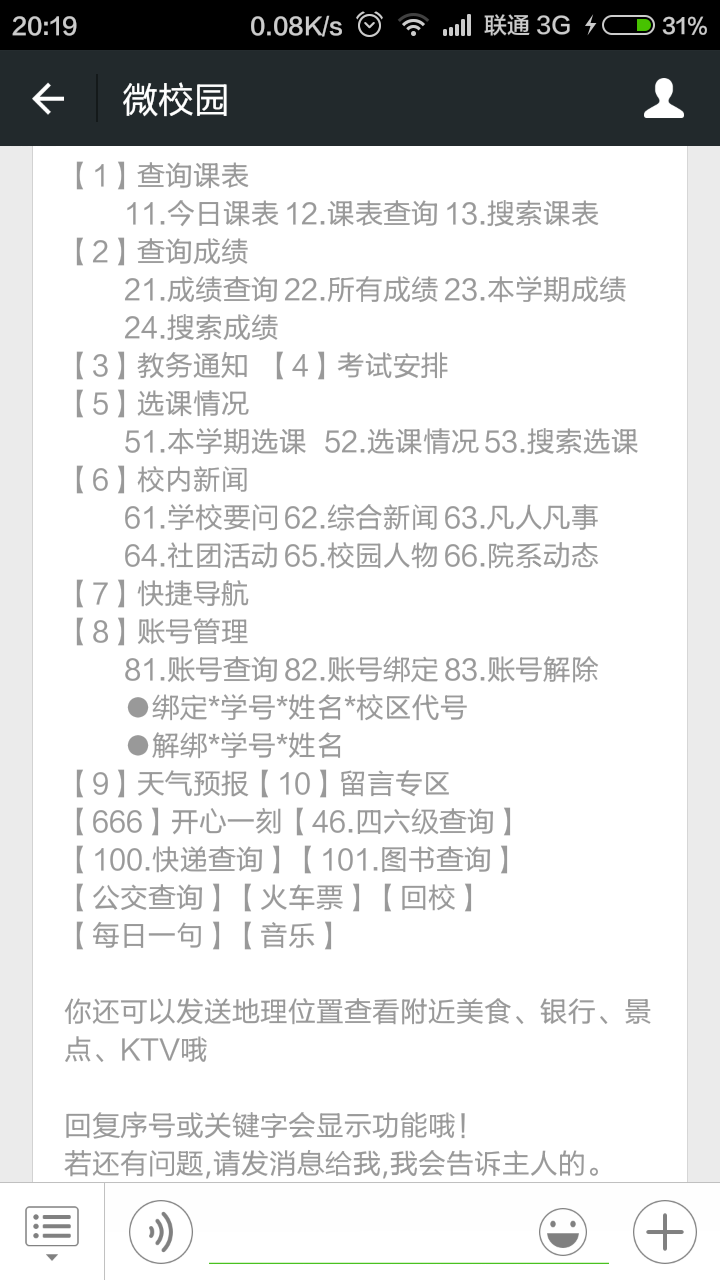 20:19 0.08K/s 联通 3G 31%
微校园
【1】查询课表
11.今日课表 12.课表查询 13.搜索课表
【2】查询成绩
21.成绩查询 22.所有成绩 23.本学期成绩
24.搜索成绩
【3】教务通知 【4】考试安排
【5】选课情况
51.本学期选课 52.选课情况 53.搜索选课
【6】校内新闻
61.学校要问 62.综合新闻 63.凡人凡事
64.社团活动 65.校园人物 66.院系动态
【7】快捷导航
【8】账号管理
81.账号查询 82.账号绑定 83.账号解除
●绑定*学号*姓名*校区代号
●解绑*学号*姓名
【9】天气预报【10】留言专区
【666】开心一刻【46.四六级查询】
【100.快递查询】【101.图书查询】
【公交查询】【火车票】【回校】
【每日一句】【音乐】
你还可以发送地理位置查看附近美食、银行、景
点、KTV哦
回复序号或关键字会显示功能哦!
若还有问题,请发消息给我,我会告诉主人的。